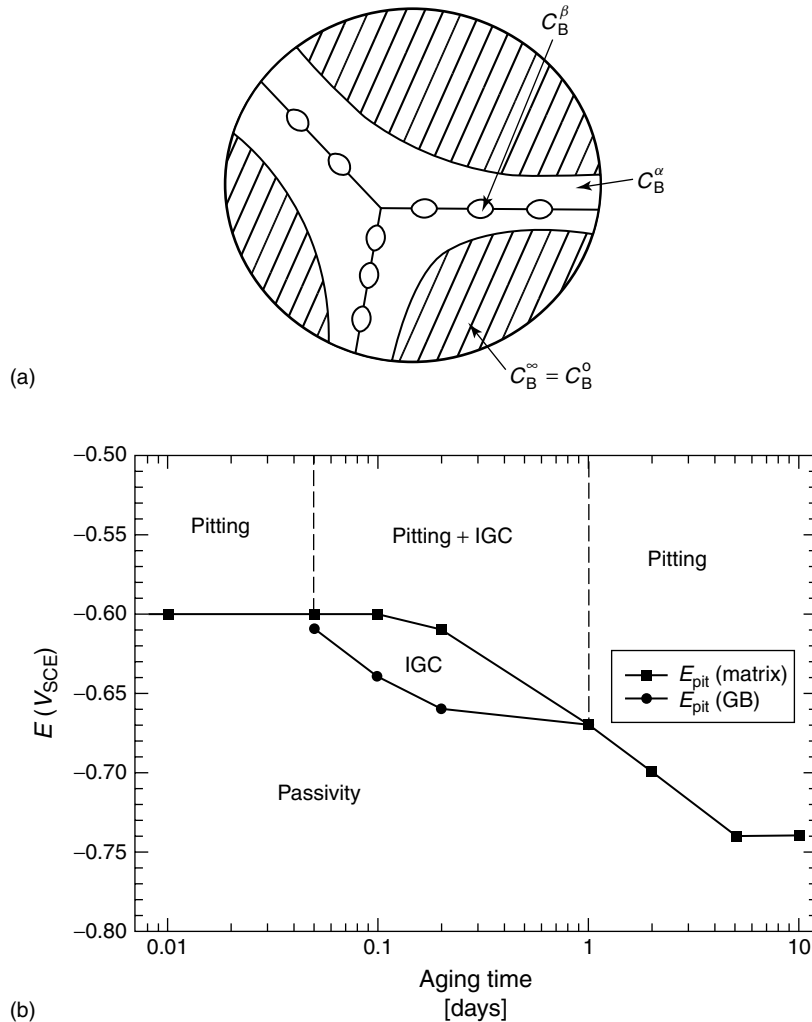 C_B^β
C_B^α
C_B^∞ = C_B^o
(a)
−0.50
−0.55
−0.60
−0.65
−0.70
−0.75
−0.80
E (V_SCE)
Pitting
Pitting + IGC
Pitting
IGC
E_pit (matrix)
E_pit (GB)
Passivity
0.01
0.1
1
10
Aging time
[days]
(b)